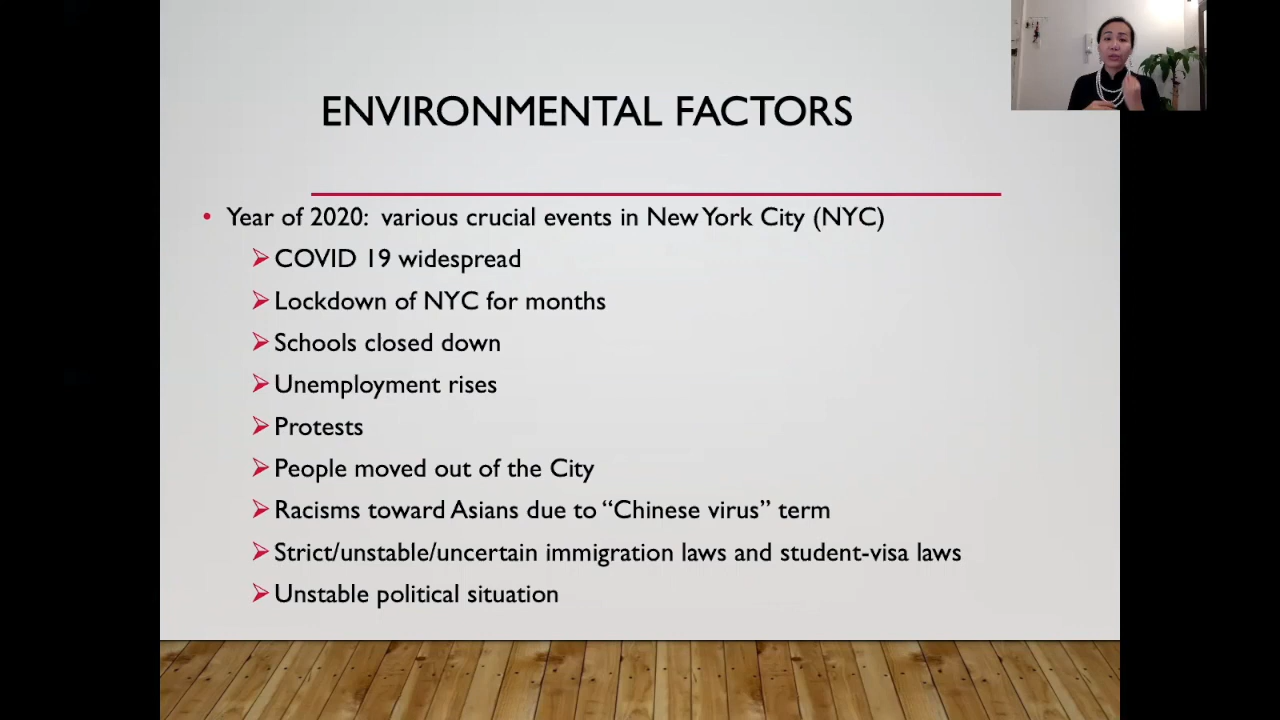 ENVIRONMENTAL FACTORS
• Year of 2020: various crucial events in New York City (NYC)
➢ COVID 19 widespread
➢ Lockdown of NYC for months
➢ Schools closed down
➢ Unemployment rises
➢ Protests
➢ People moved out of the City
➢ Racisms toward Asians due to “Chinese virus” term
➢ Strict/unstable/uncertain immigration laws and student-visa laws
➢ Unstable political situation